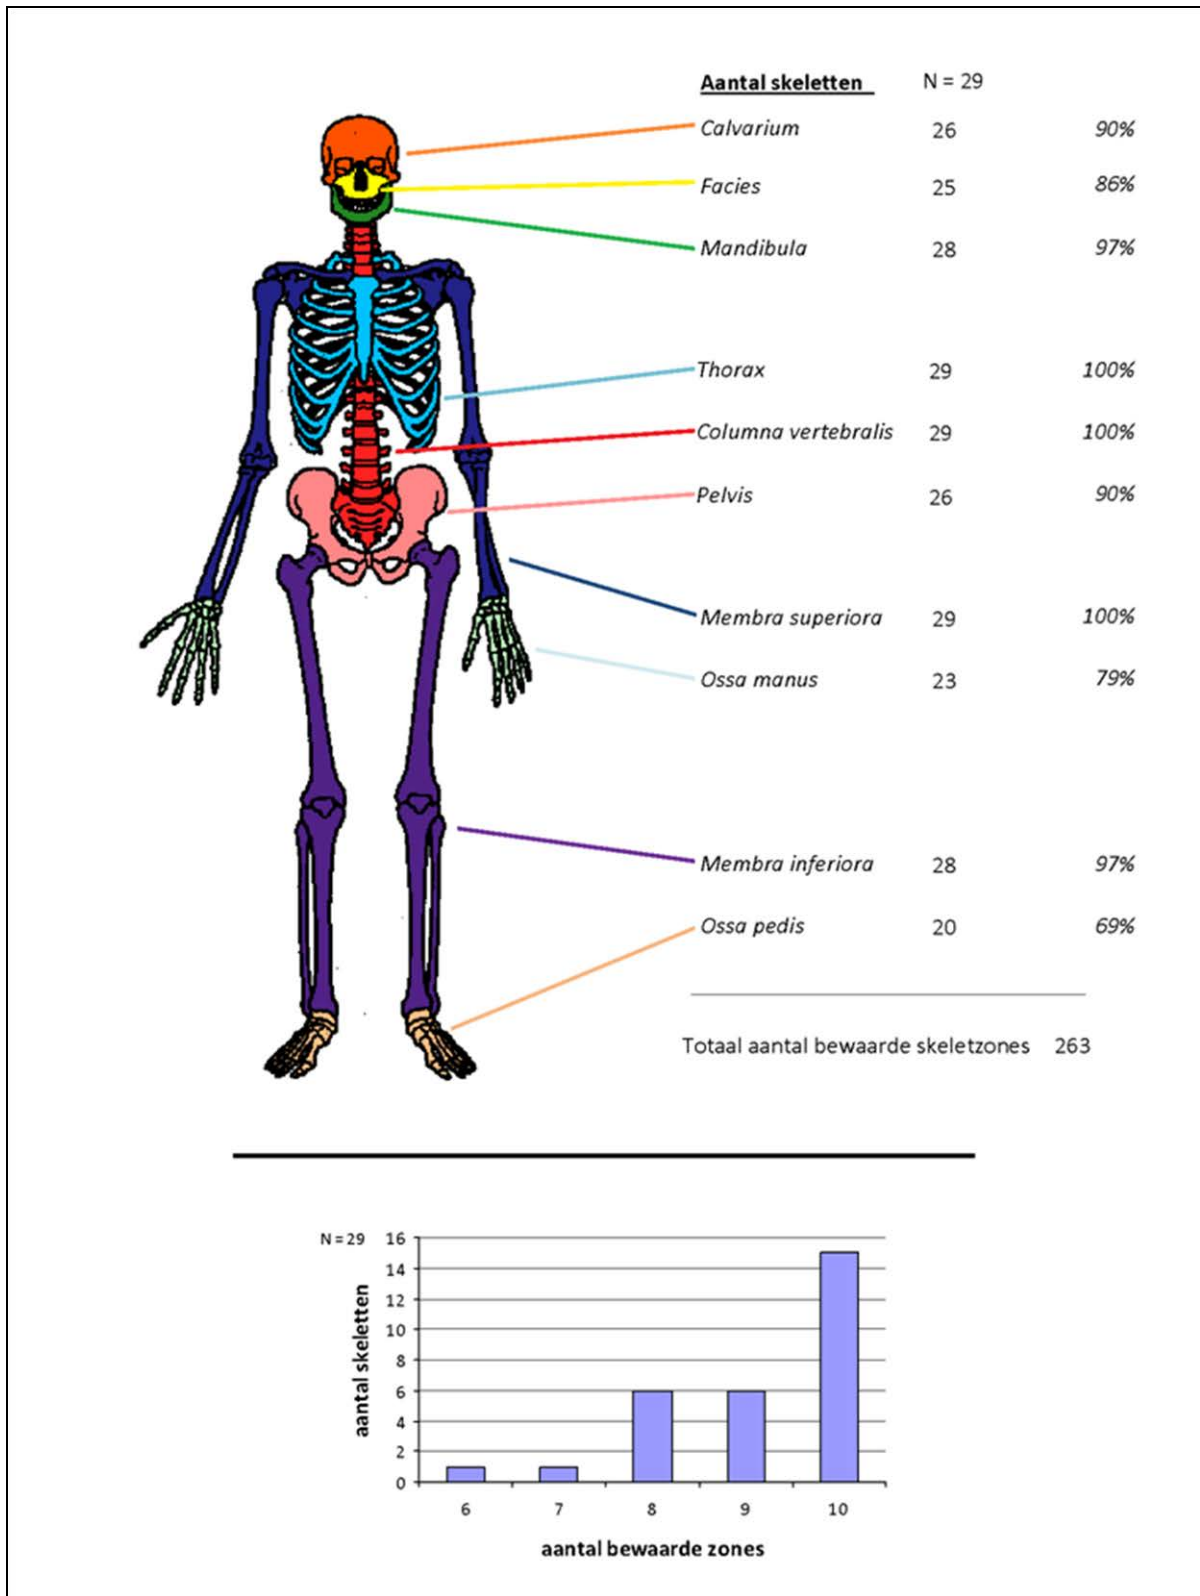 Aantal skeletten N = 29
Calvarium 26 90%
Facies 25 86%
Mandibula 28 97%
Thorax 29 100%
Columna vertebralis 29 100%
Pelvis 26 90%
Membra superiora 29 100%
Ossa manus 23 79%
Membra inferiora 28 97%
Ossa pedis 20 69%
Totaal aantal bewaarde skeletzones 263
N = 29
16
14
12
10
8
6
4
2
0
aantal skeletten
6 7 8 9 10
aantal bewaarde zones